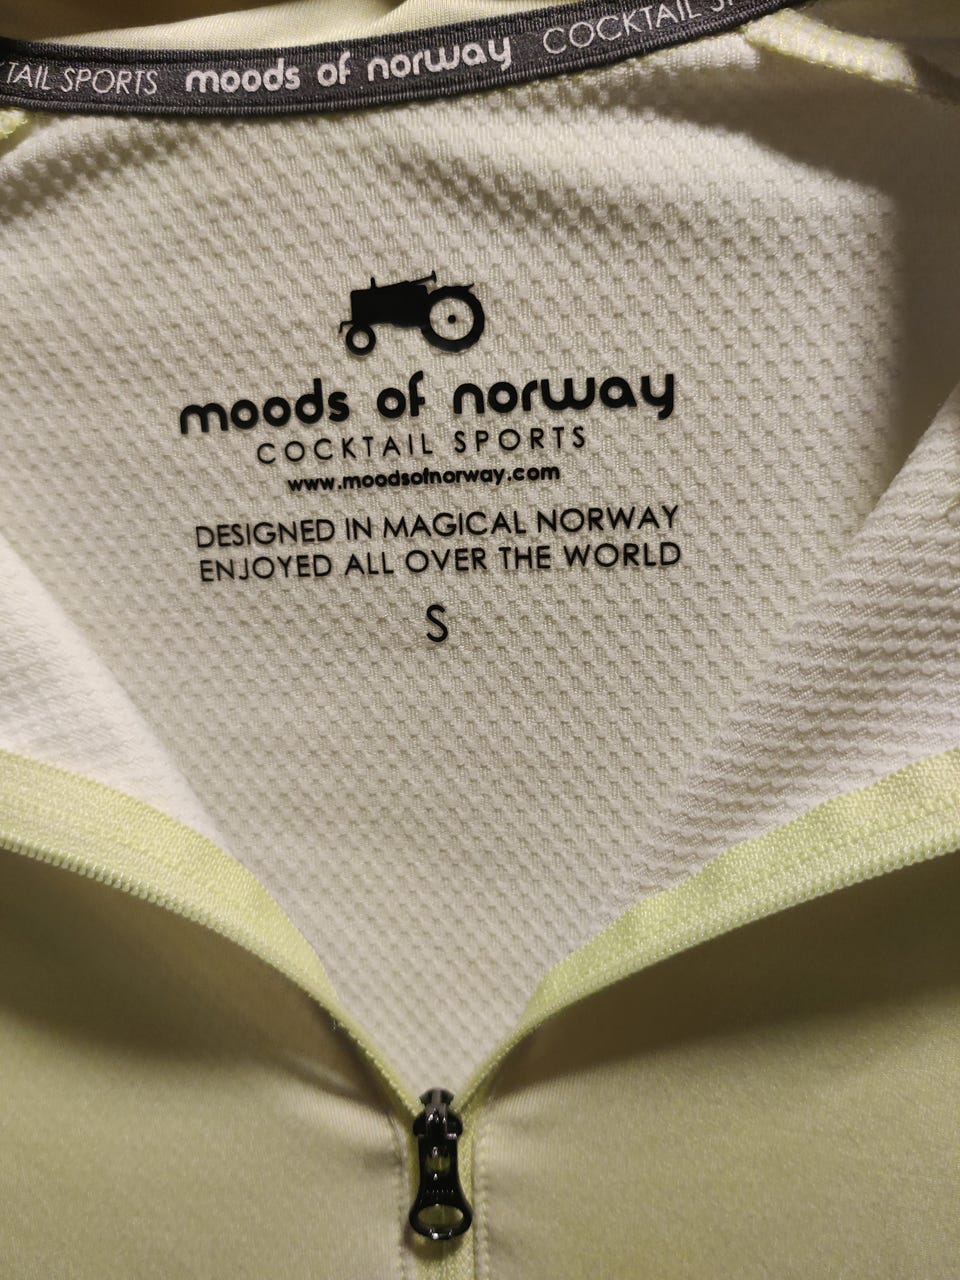 TAIL SPORTS moods of norway COCKTAIL
moods of norway
COCKTAIL SPORTS
www.moodsofnorway.com
DESIGNED IN MAGICAL NORWAY
ENJOYED ALL OVER THE WORLD
S